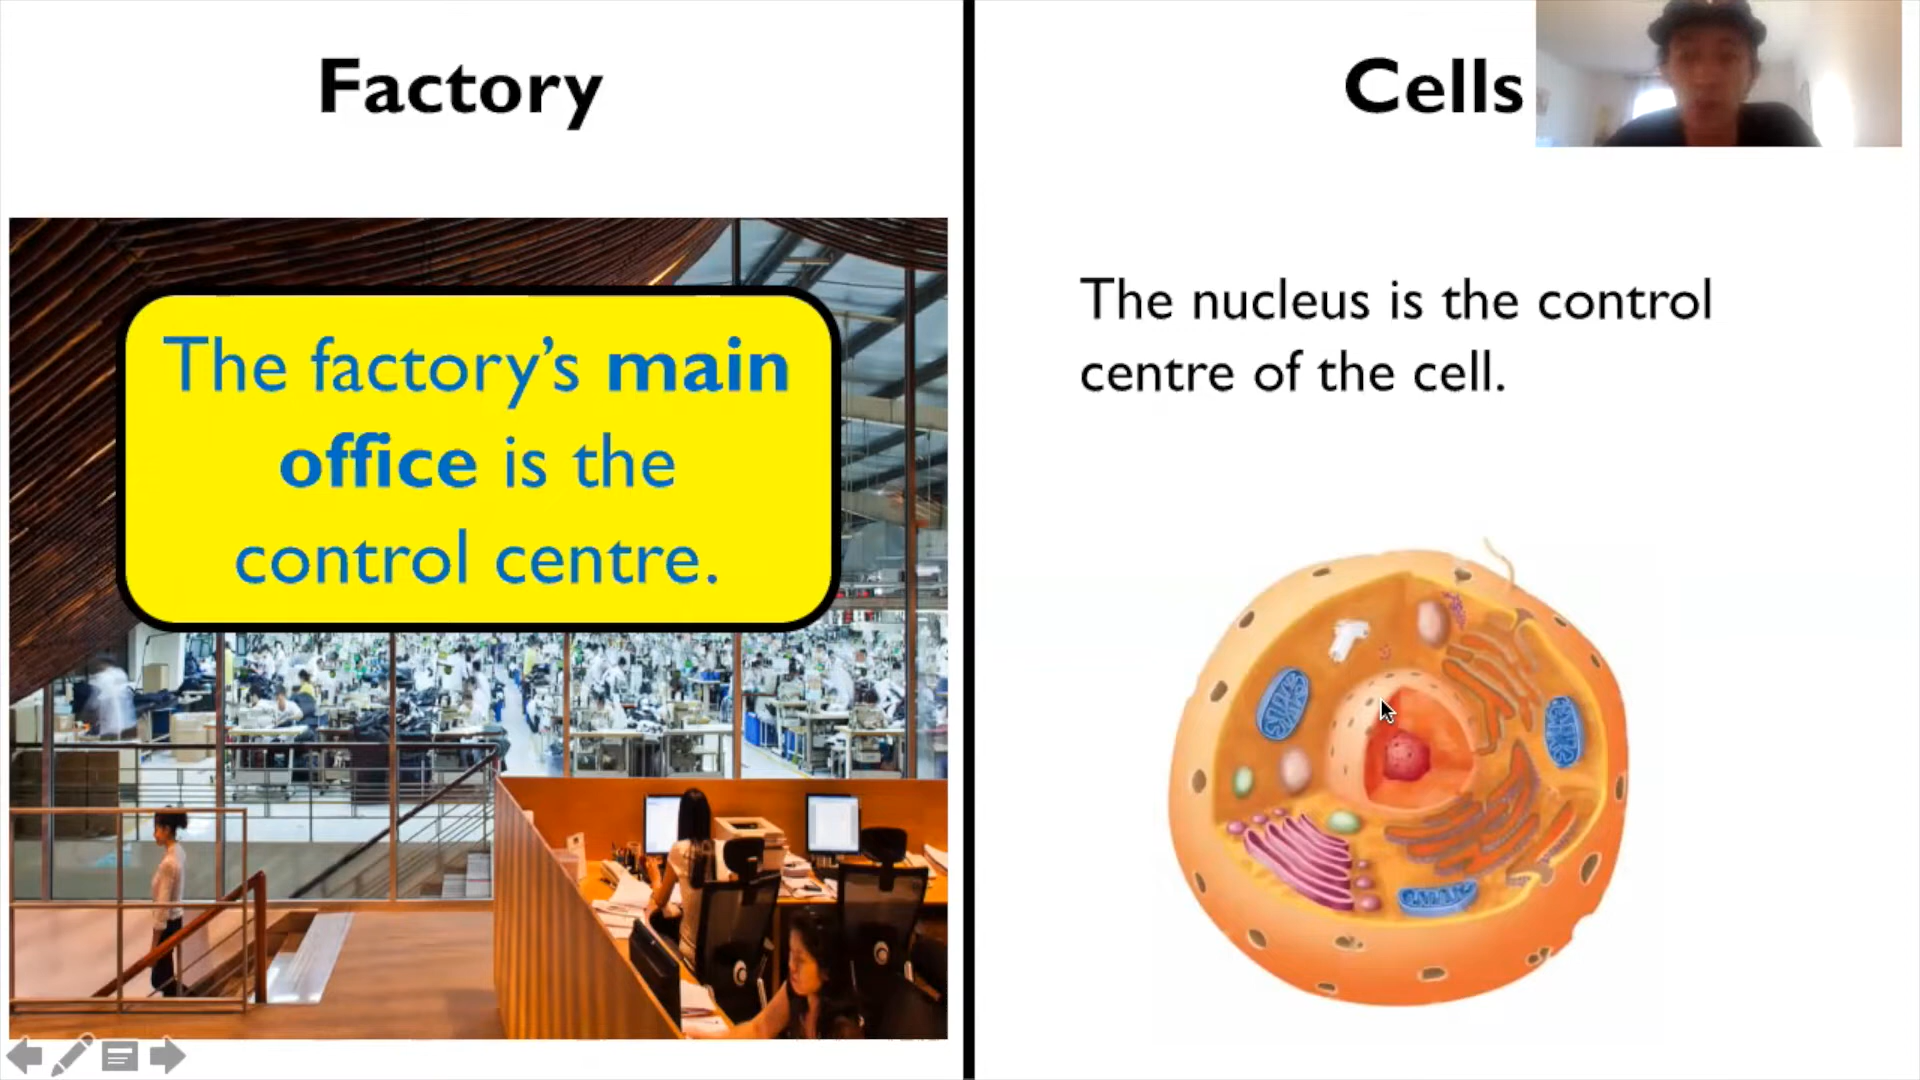 Factory
The factory’s main
office is the
control centre.
Cells
The nucleus is the control
centre of the cell.